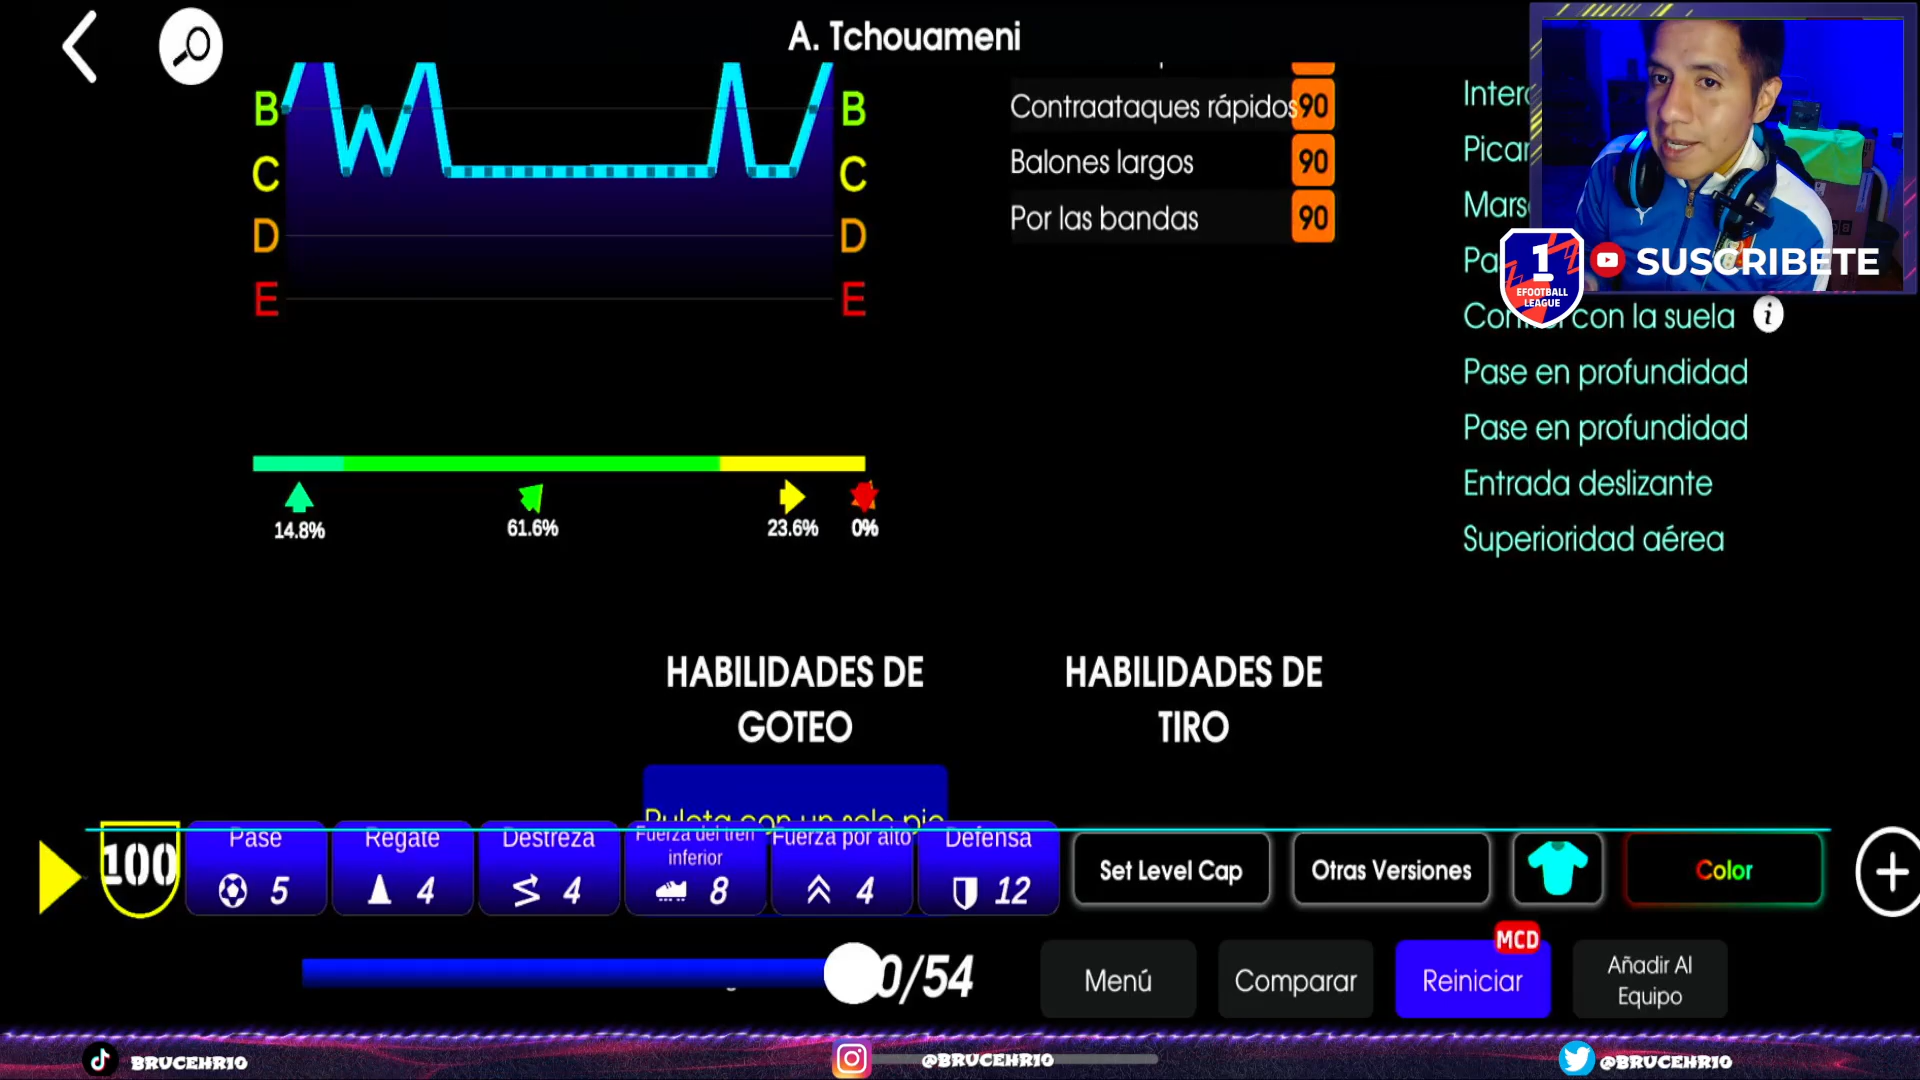 A. Tchouameni
B
B
C
C
D
D
E
E
Contraataques rápidos 90
Balones largos 90
Por las bandas 90
Control con la suela
Pase en profundidad
Pase en profundidad
Entrada deslizante
Superioridad aérea
1
EFOOTBALL
LEAGUE
SUSCRIBETE
14.8%
61.6%
23.6%
0%
HABILIDADES DE
GOTEO
HABILIDADES DE
TIRO
100
Pase
5
Regate
4
Destreza
4
Fuerza del tren
inferior
8
Fuerza por alto
4
Defensa
12
Set Level Cap
Otras Versiones
Color
0/54
Menú
Comparar
MCD
Reiniciar
Añadir Al
Equipo
BRUCEHR10
@BRUCEHR10
@BRUCEHR10